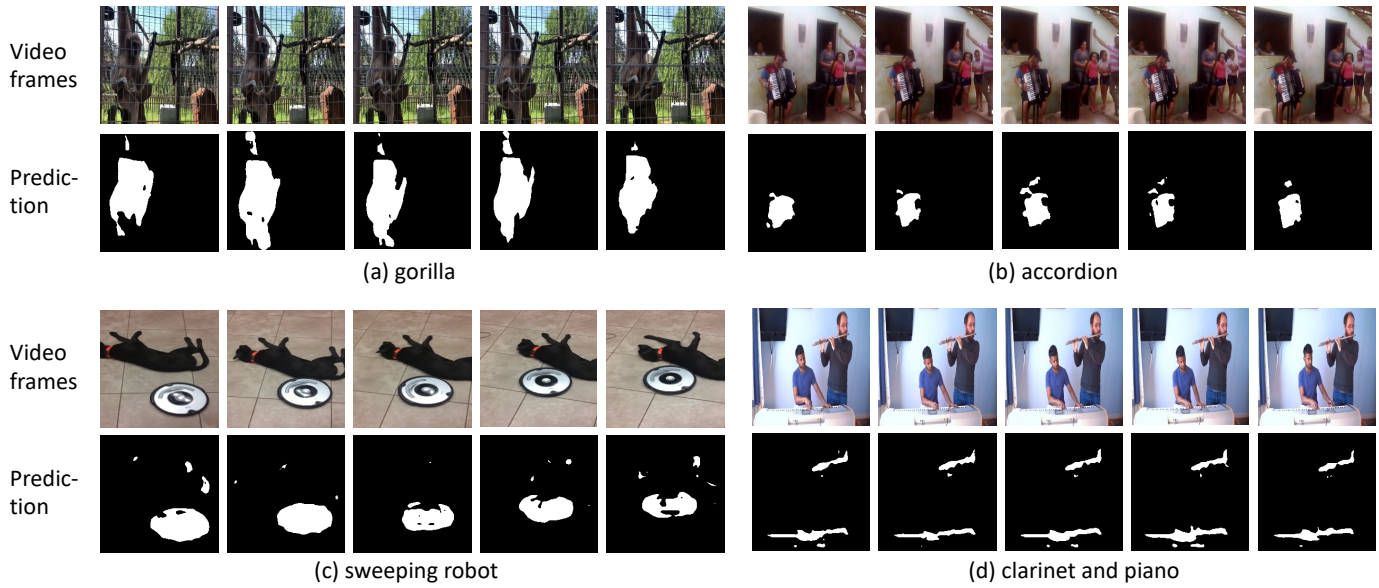 Video
frames
Predic-
tion
(a) gorilla
(b) accordion
Video
frames
Predic-
tion
(c) sweeping robot
(d) clarinet and piano